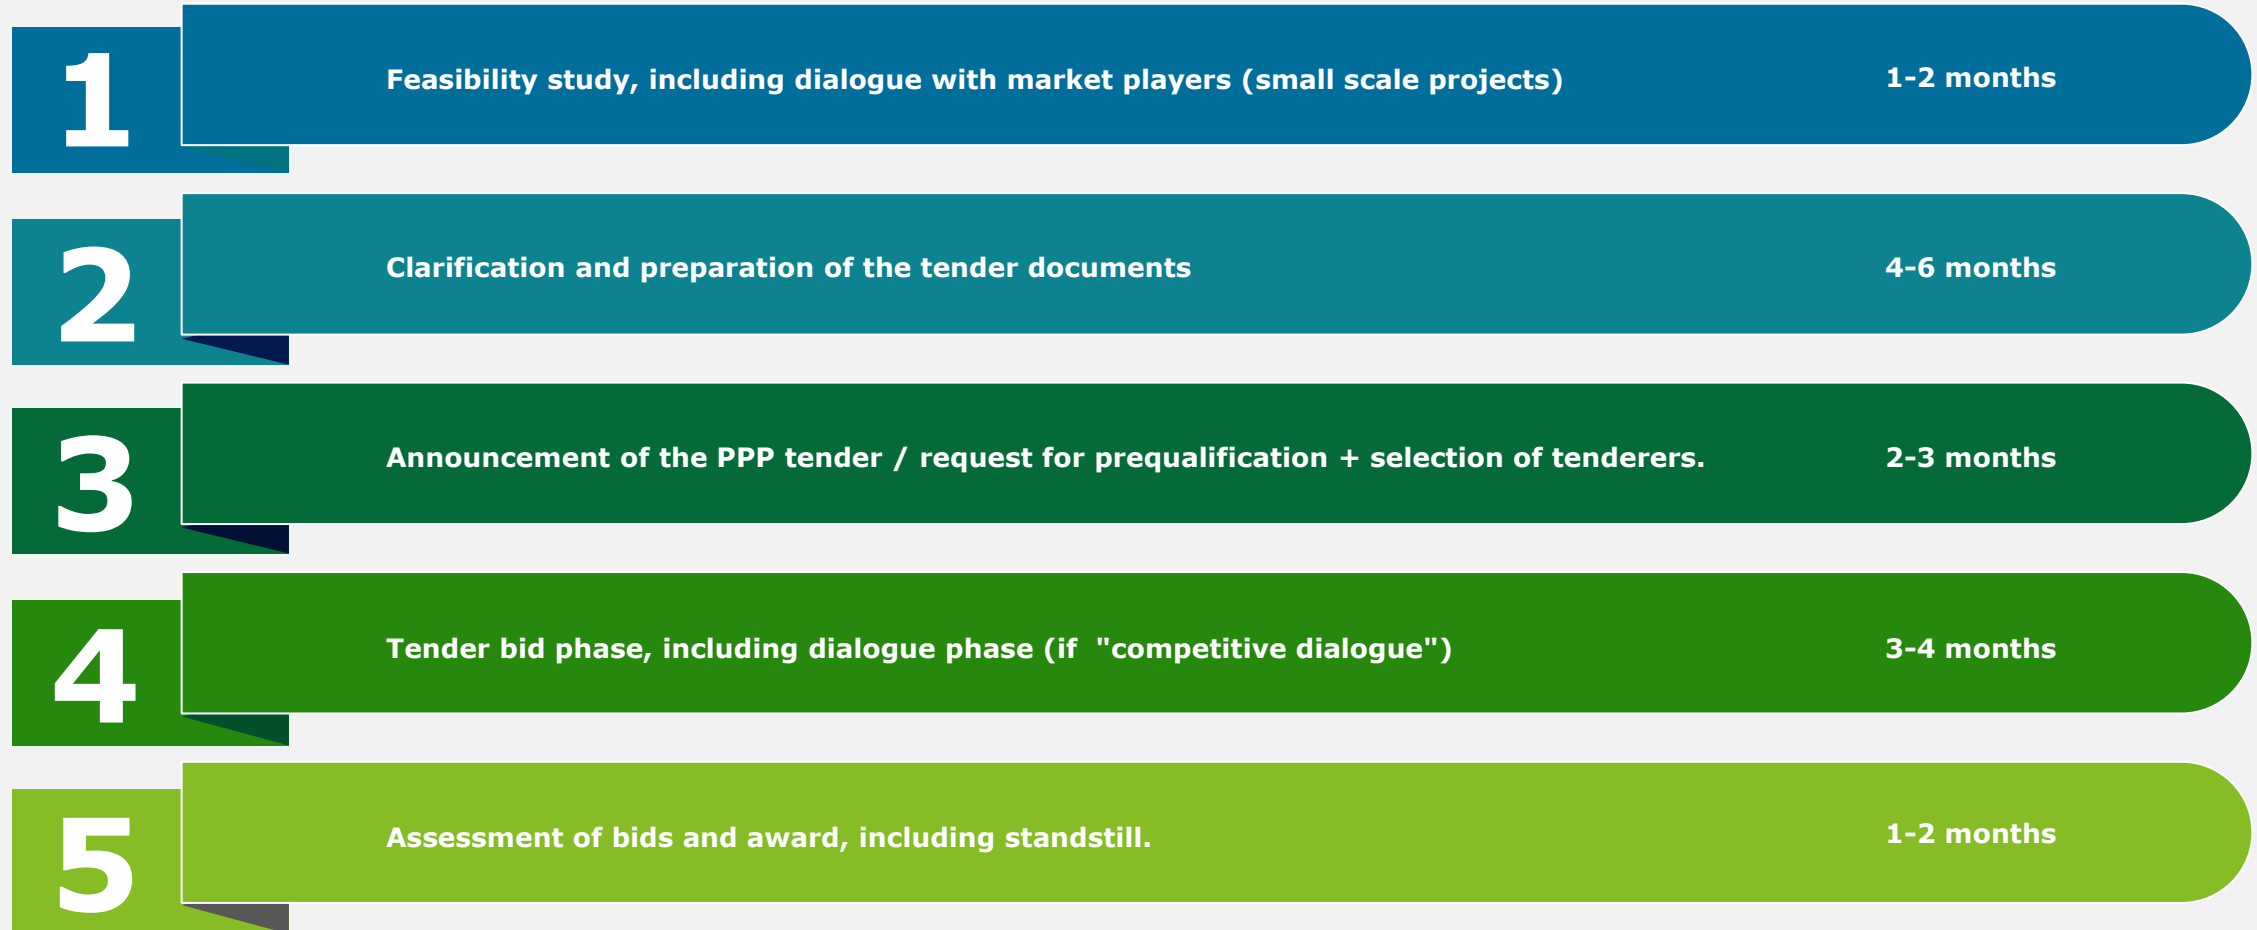 1
Feasibility study, including dialogue with market players (small scale projects)
1-2 months
2
Clarification and preparation of the tender documents
4-6 months
3
Announcement of the PPP tender / request for prequalification + selection of tenderers.
2-3 months
4
Tender bid phase, including dialogue phase (if  "competitive dialogue")
3-4 months
5
Assessment of bids and award, including standstill.
1-2 months